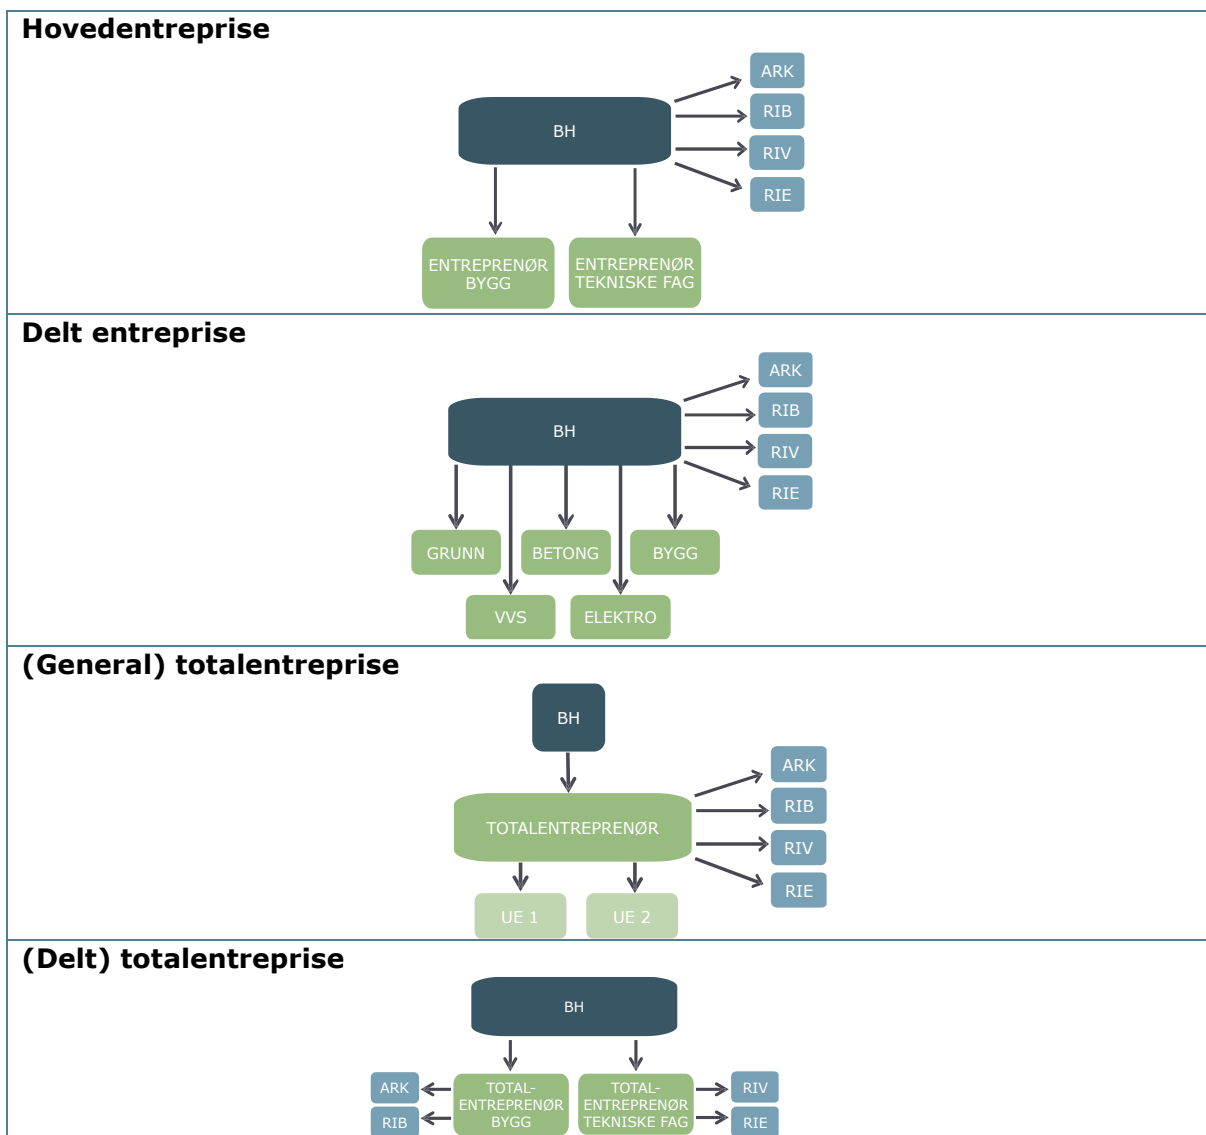 Hovedentreprise
BH
ARK
RIB
RIV
RIE
ENTREPRENØR
BYGG
ENTREPRENØR
TEKNISKE FAG
Delt entreprise
BH
ARK
RIB
RIV
RIE
GRUNN
BETONG
BYGG
VVS
ELEKTRO
(General) totalentreprise
BH
TOTALENTREPRENØR
ARK
RIB
RIV
RIE
UE 1
UE 2
(Delt) totalentreprise
BH
ARK
RIB
TOTAL-
ENTREPRENØR
BYGG
TOTAL-
ENTREPRENØR
TEKNISKE FAG
RIV
RIE